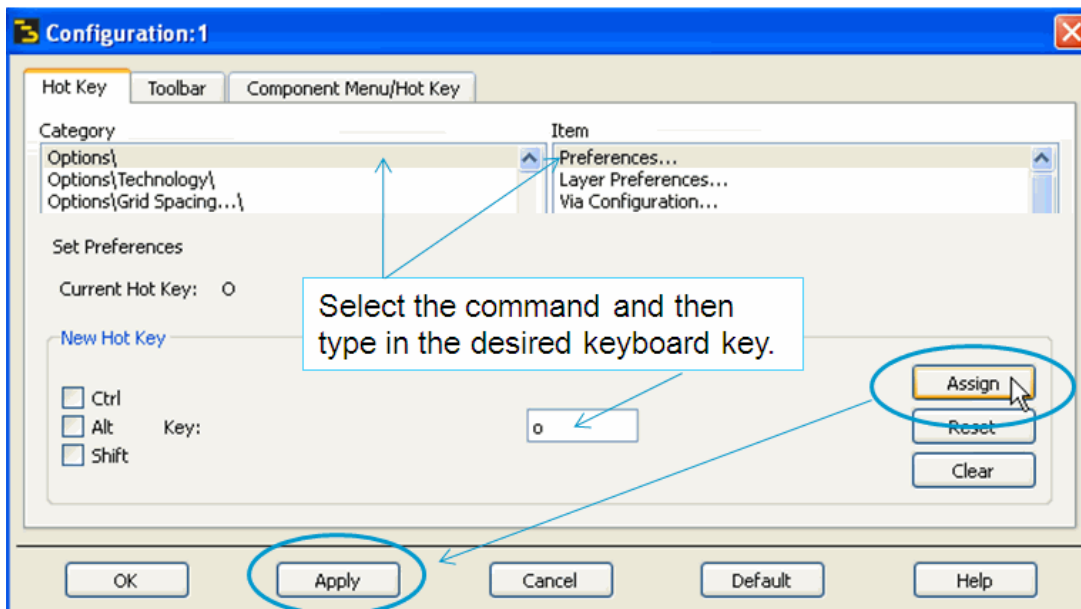 Configuration:1
Hot Key Toolbar Component Menu/Hot Key
Category Item
Options\ Preferences...
Options\Technology\ Layer Preferences...
Options\Grid Spacing...\ Via Configuration...
Set Preferences
Current Hot Key: O
Select the command and then
type in the desired keyboard key.
New Hot Key
Assign
Ctrl
Alt Key: o Reset
Shift
Clear
OK Apply Cancel Default Help